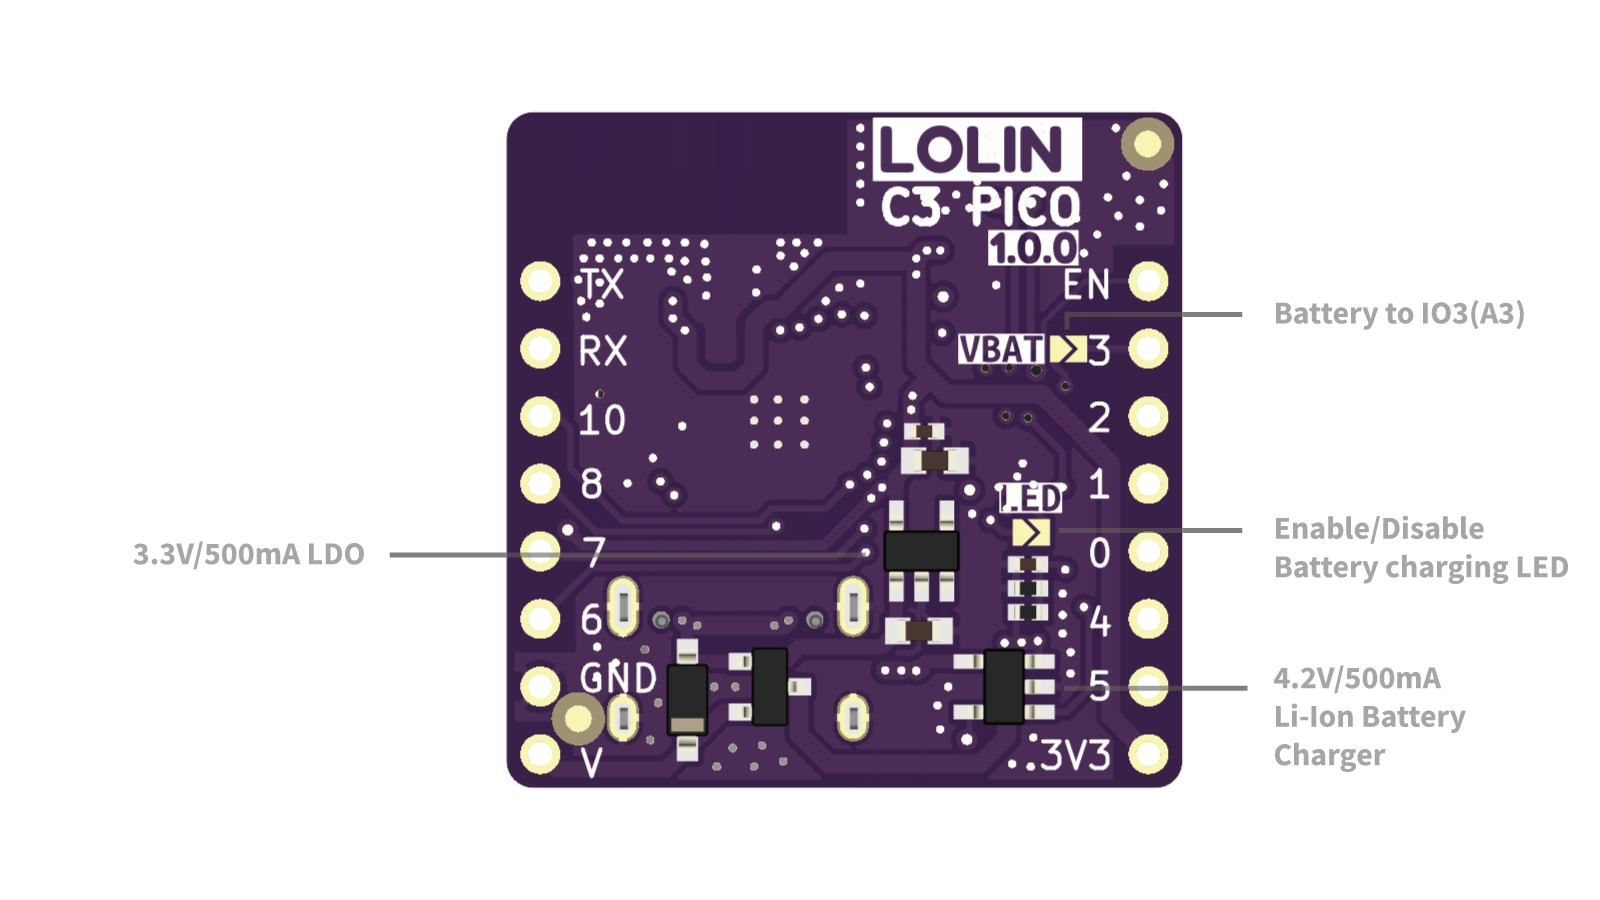 LOLIN
C3 PICO
1.0.0
TX
EN
Battery to IO3(A3)
RX
VBAT
3
10
2
8
1
LED
Enable/Disable
Battery charging LED
3.3V/500mA LDO
7
0
6
4
GND
5
4.2V/500mA
Li-Ion Battery
Charger
V
3V3